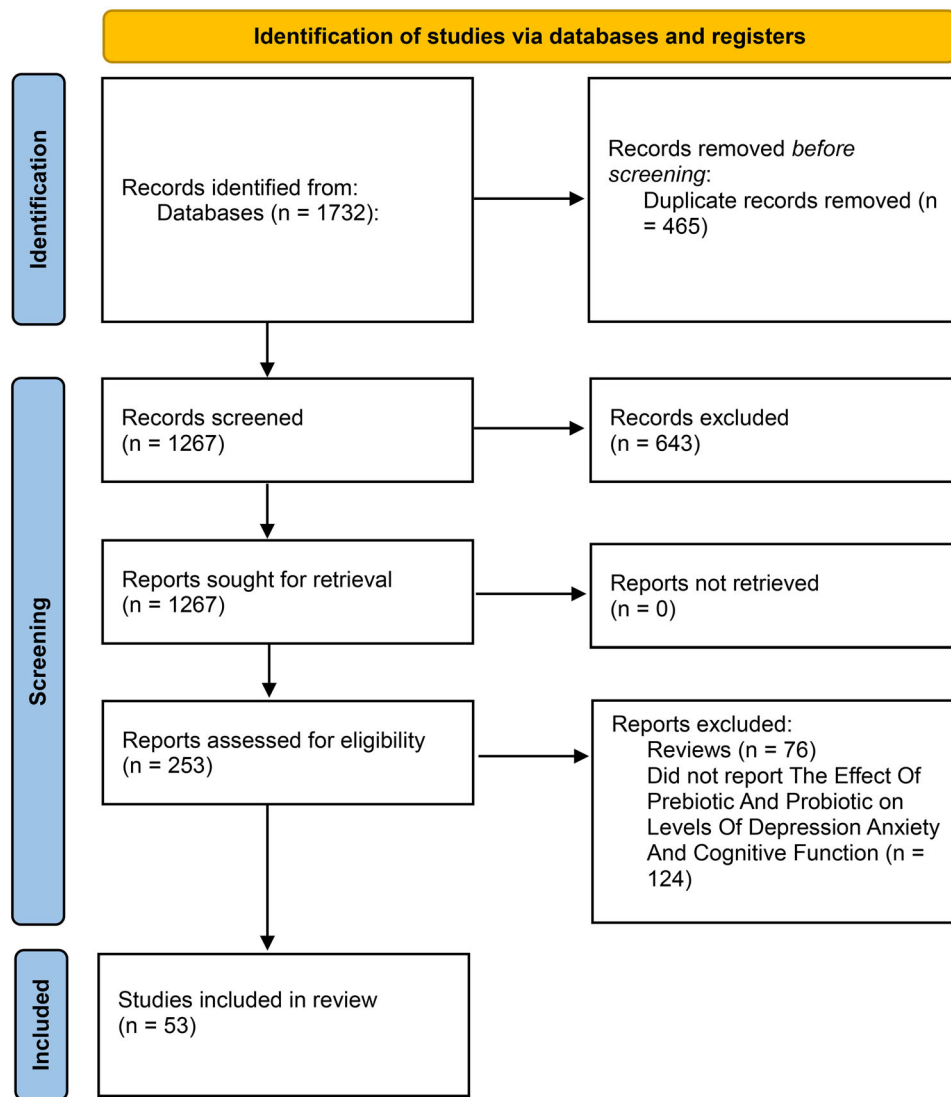 Identification of studies via databases and registers
Identification
Records identified from:
Databases (n = 1732):
Records removed before
screening:
Duplicate records removed (n
= 465)
Screening
Records screened
(n = 1267)
Records excluded
(n = 643)
Reports sought for retrieval
(n = 1267)
Reports not retrieved
(n = 0)
Reports assessed for eligibility
(n = 253)
Reports excluded:
Reviews (n = 76)
Did not report The Effect Of
Prebiotic And Probiotic on
Levels Of Depression Anxiety
And Cognitive Function (n =
124)
Included
Studies included in review
(n = 53)